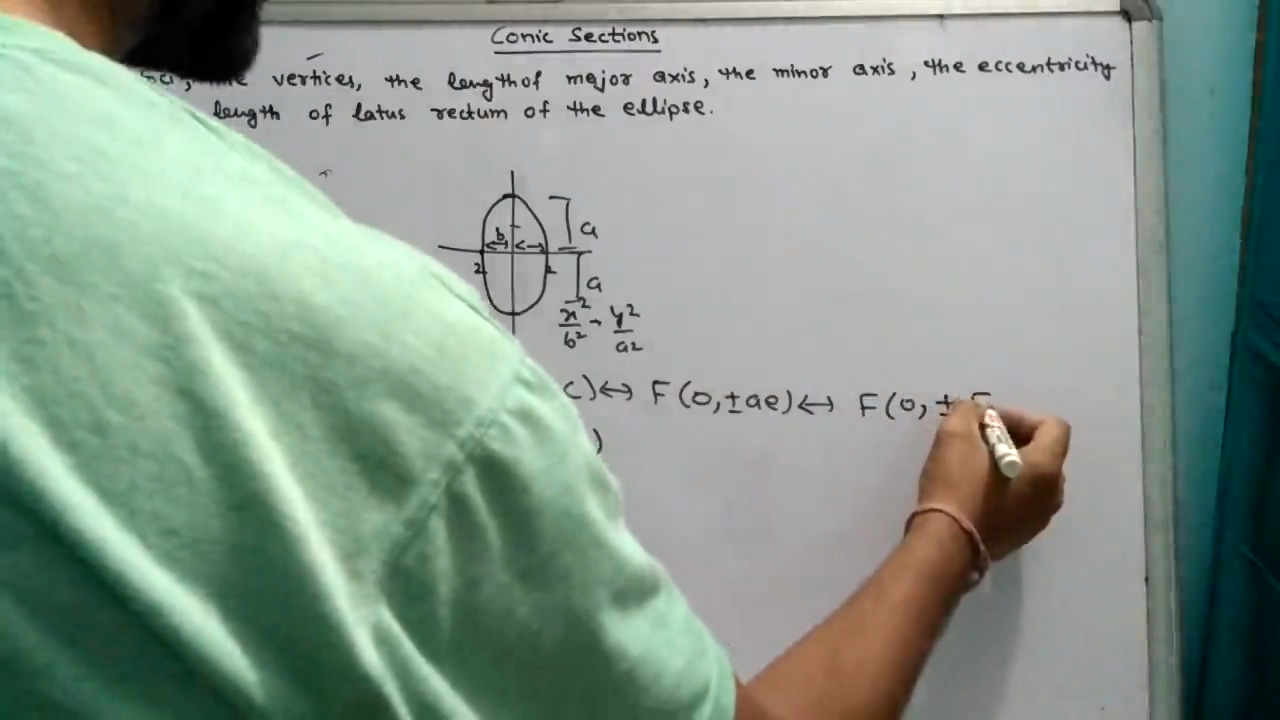 Conic Sections
vertices, the length of major axis, the minor axis, the eccentricity
length of latus rectum of the ellipse.
a
b
2 2
a
x² y²
b² a²
c) ↔ F(0,±ae) ↔ F(0, ±
)